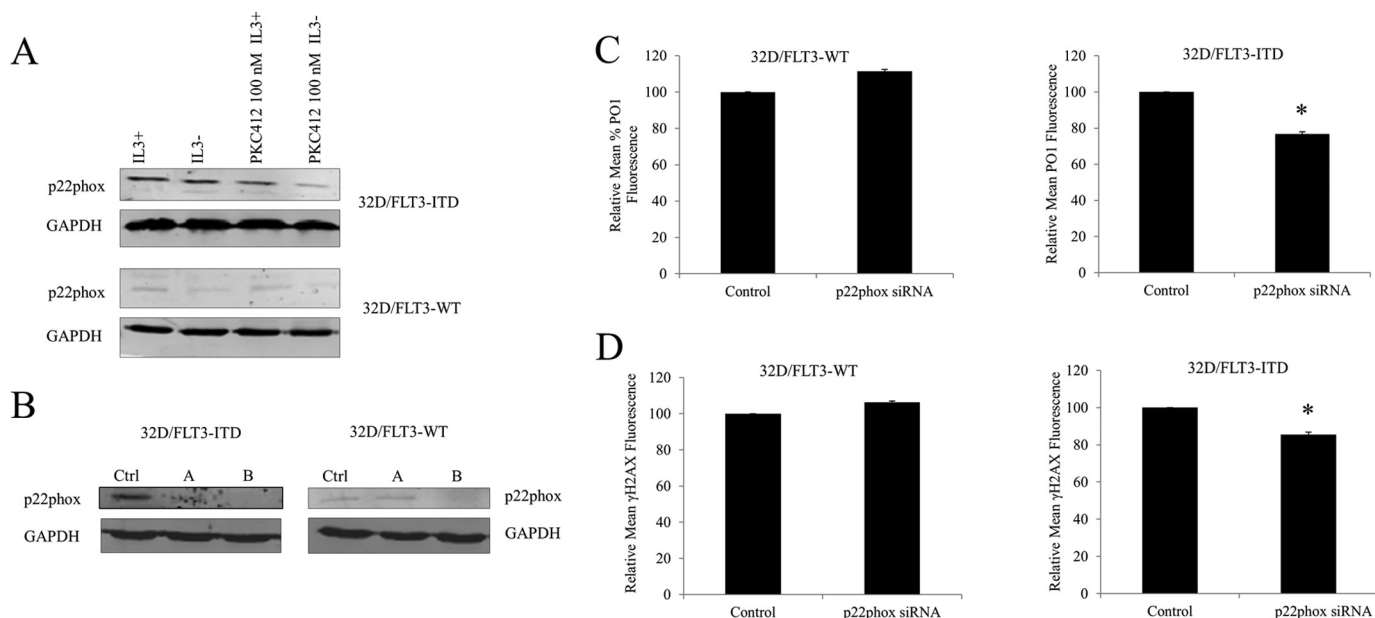 A
IL3+
IL3-
PKC412 100 nM IL3+
PKC412 100 nM IL3-
p22phox
GAPDH
32D/FLT3-ITD
p22phox
GAPDH
32D/FLT3-WT
B
32D/FLT3-ITD
32D/FLT3-WT
Ctrl A B
Ctrl A B
p22phox
p22phox
GAPDH
GAPDH
C
32D/FLT3-WT
Relative Mean % PO1
Fluorescence
120
100
80
60
40
20
0
Control
p22phox siRNA
32D/FLT3-ITD
Relative Mean PO1 Fluorescence
120
100
80
60
40
20
0
*
Control
p22phox siRNA
D
32D/FLT3-WT
Relative Mean γH2AX Fluorescence
120
100
80
60
40
20
0
Control
p22phox siRNA
32D/FLT3-ITD
Relative Mean γH2AX Fluorescence
120
100
80
60
40
20
0
*
Control
p22phox siRNA